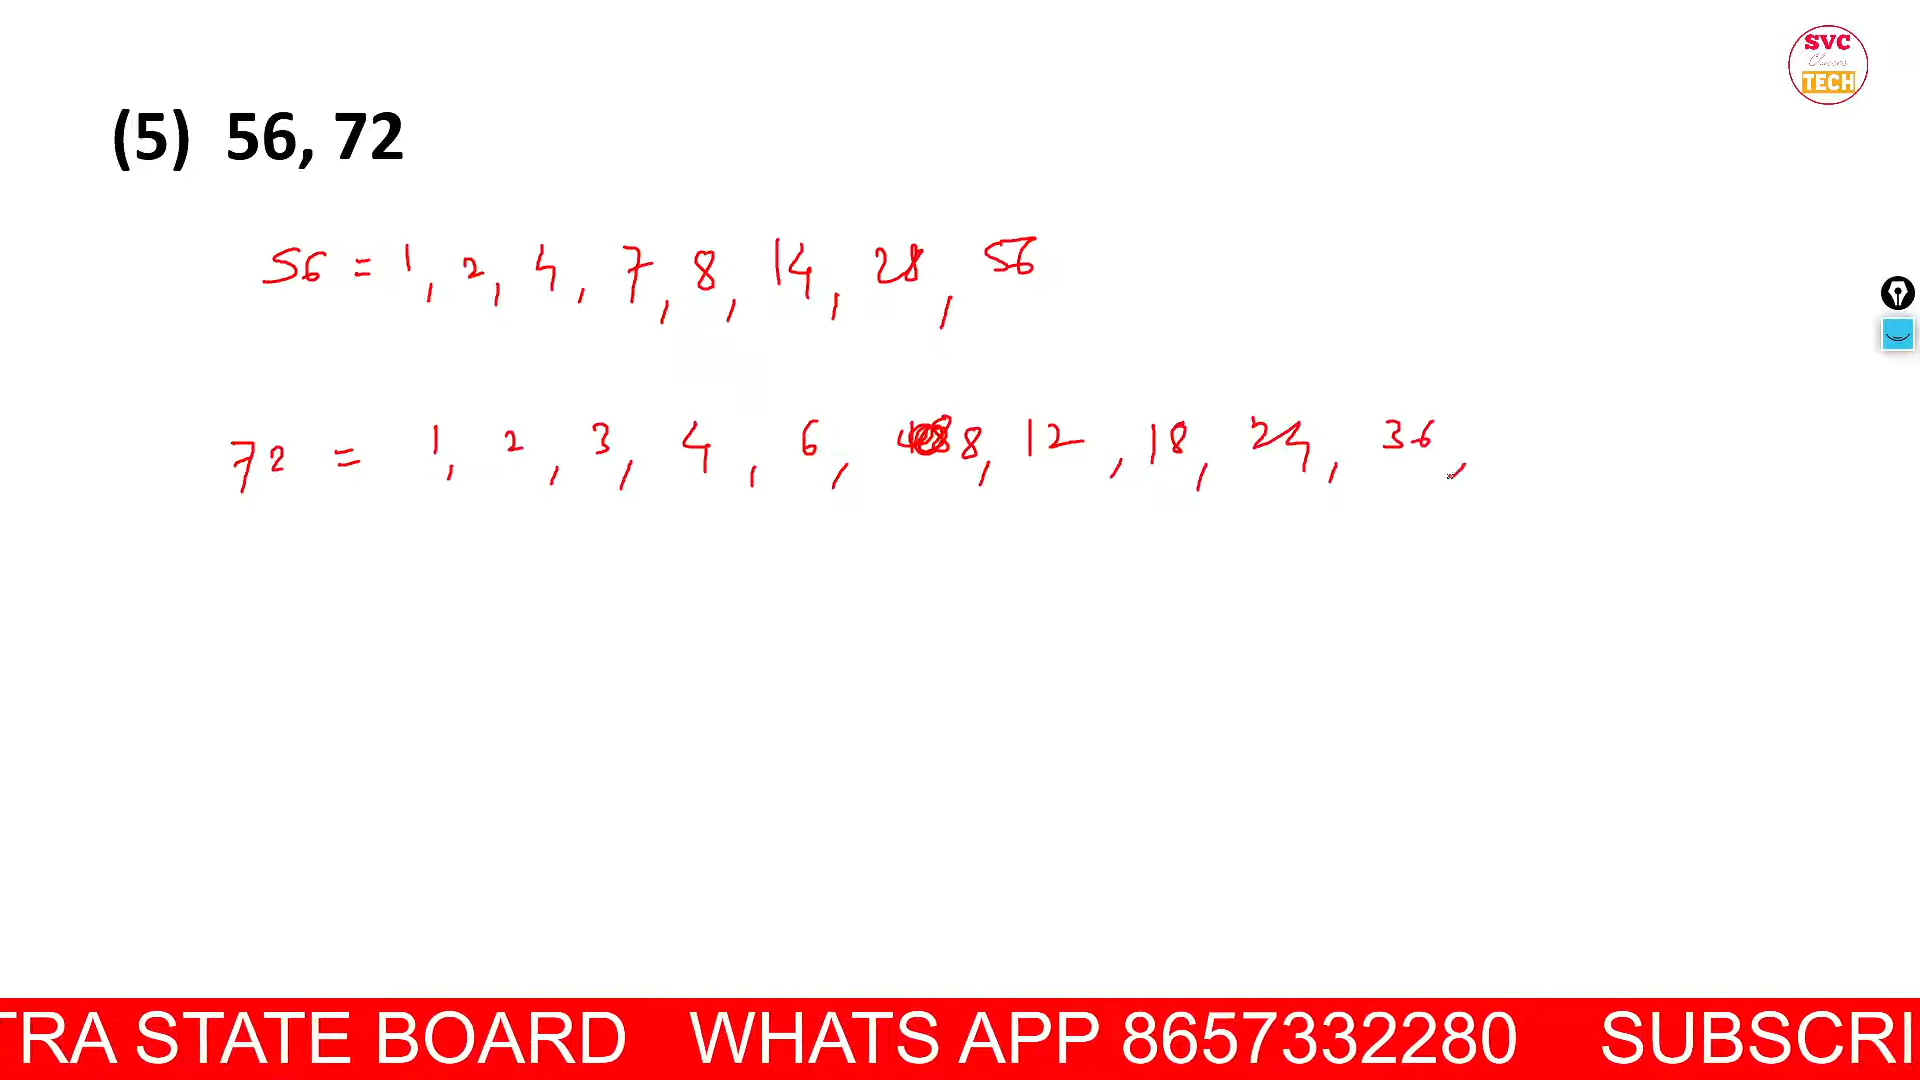 SVC
Classes
TECH
(5) 56, 72
56 = 1, 2, 4, 7, 8, 14, 28, 56
72 = 1, 2, 3, 4, 6, 8, 12, 18, 24, 36,
TRA STATE BOARD WHATS APP 8657332280 SUBSCRI